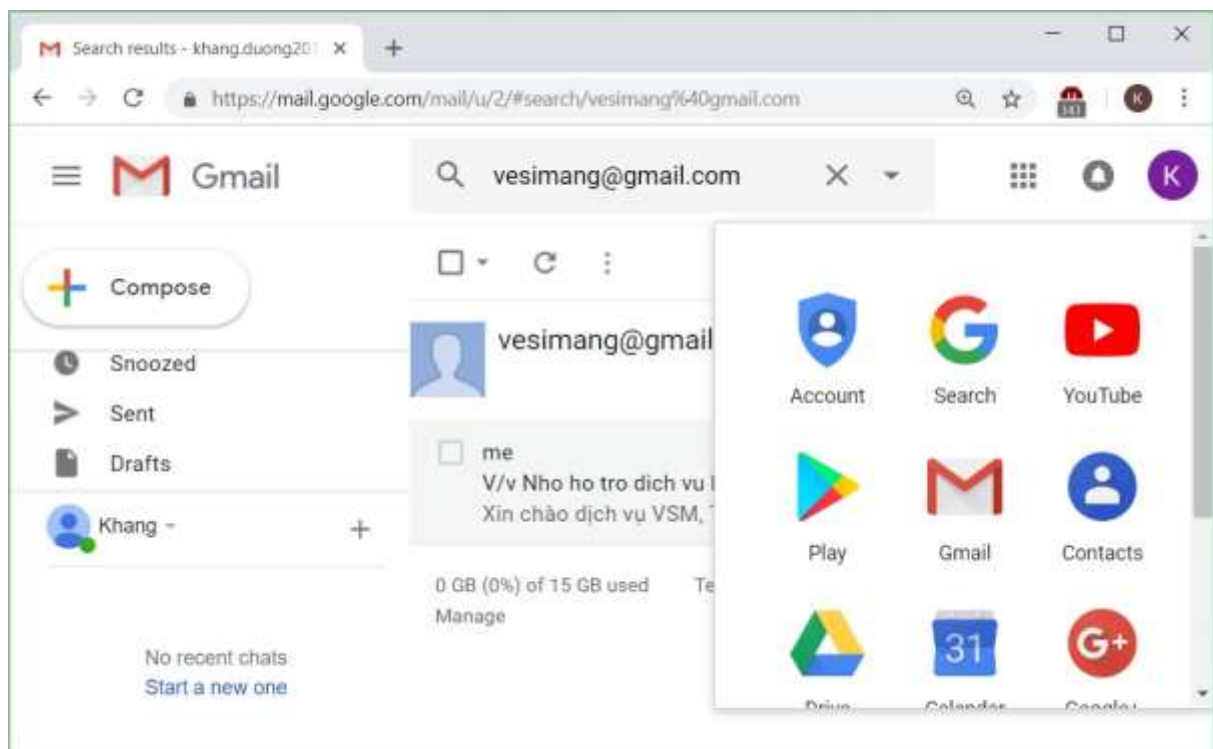 Search results - khang.duong201
https://mail.google.com/mail/u/2/#search/vesimang%40gmail.com
K
Gmail
vesimang@gmail.com
K
Compose
Snoozed
Sent
Drafts
Khang
No recent chats
Start a new one
vesimang@gmail
me
V/v Nho ho tro dich vu
Xin chào dịch vụ VSM,
0 GB (0%) of 15 GB used
Manage
Account Search YouTube
Play Gmail Contacts
31
G+
Drive Calendar Google+